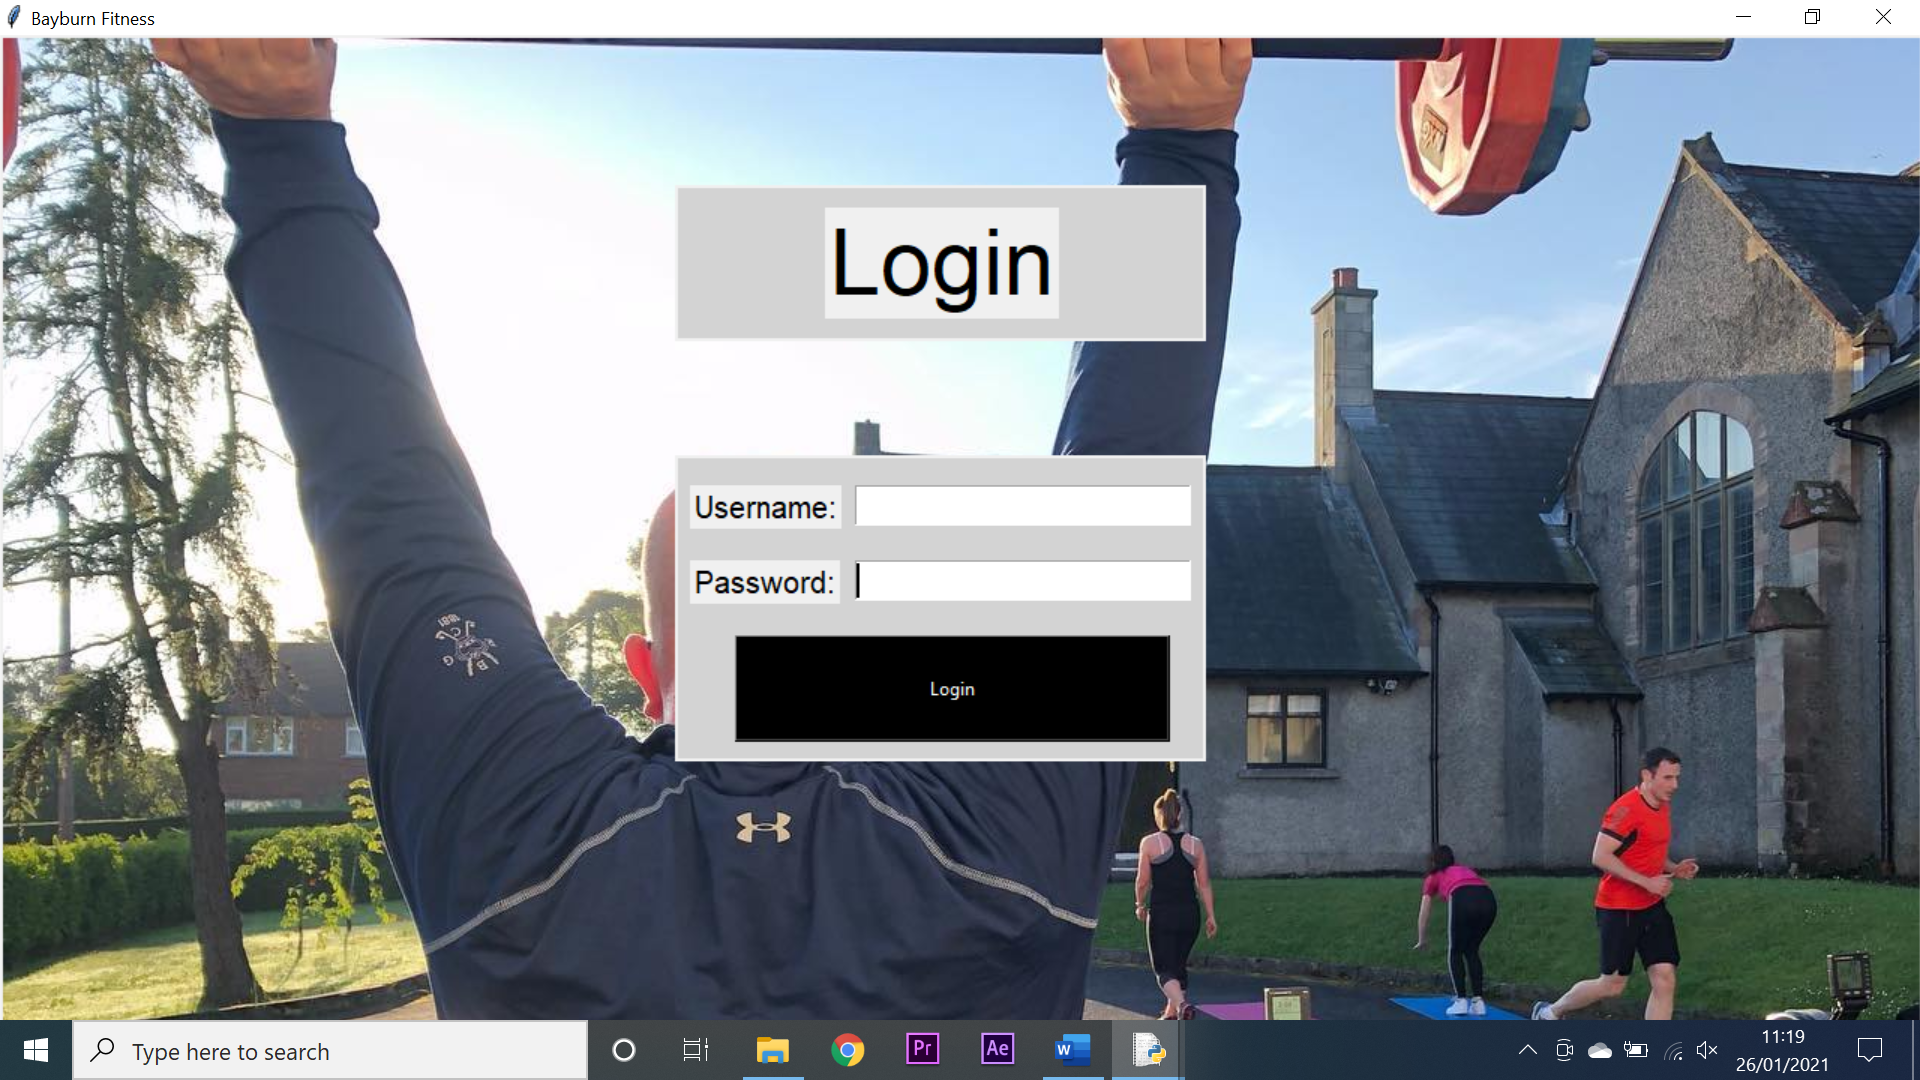 Bayburn Fitness
Login
Username:
Password:
Login
Type here to search
Pr
Ae
W
11:19
26/01/2021